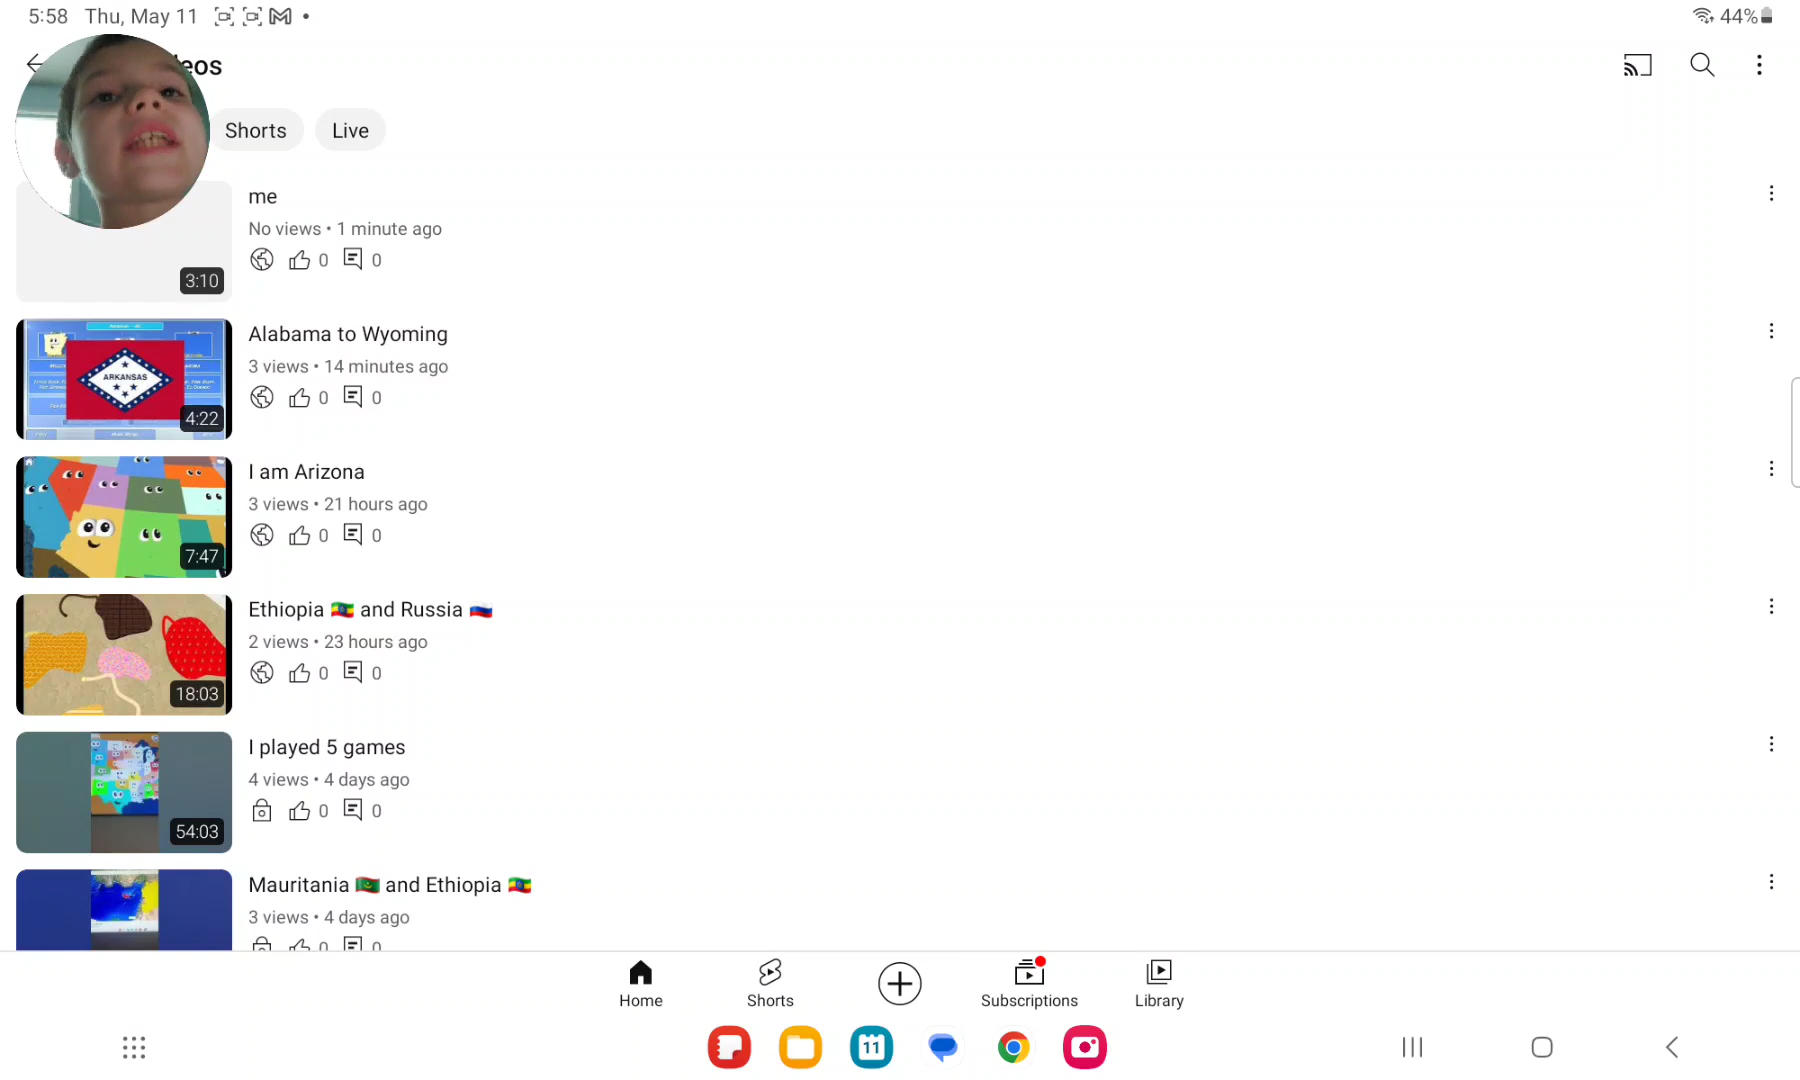 5:58 Thu, May 11 44%
eos
Shorts Live
me
No views • 1 minute ago
0 0
3:10
Alabama to Wyoming
3 views • 14 minutes ago
0 0
ARKANSAS
4:22
I am Arizona
3 views • 21 hours ago
0 0
7:47
Ethiopia 🇪🇹 and Russia 🇷🇺
2 views • 23 hours ago
0 0
18:03
I played 5 games
4 views • 4 days ago
0 0
54:03
Mauritania 🇲🇷 and Ethiopia 🇪🇹
3 views • 4 days ago
0 0
Home Shorts Subscriptions Library
11